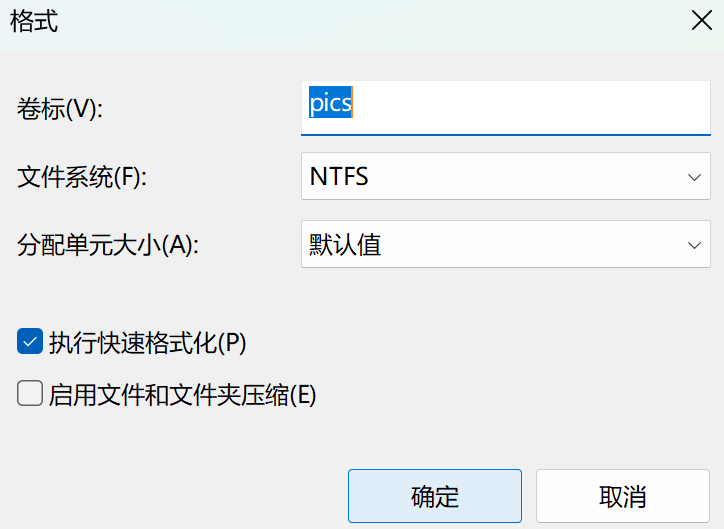 格式
卷标(V):
pics
文件系统(F):
NTFS
分配单元大小(A):
默认值
执行快速格式化(P)
启用文件和文件夹压缩(E)
确定
取消